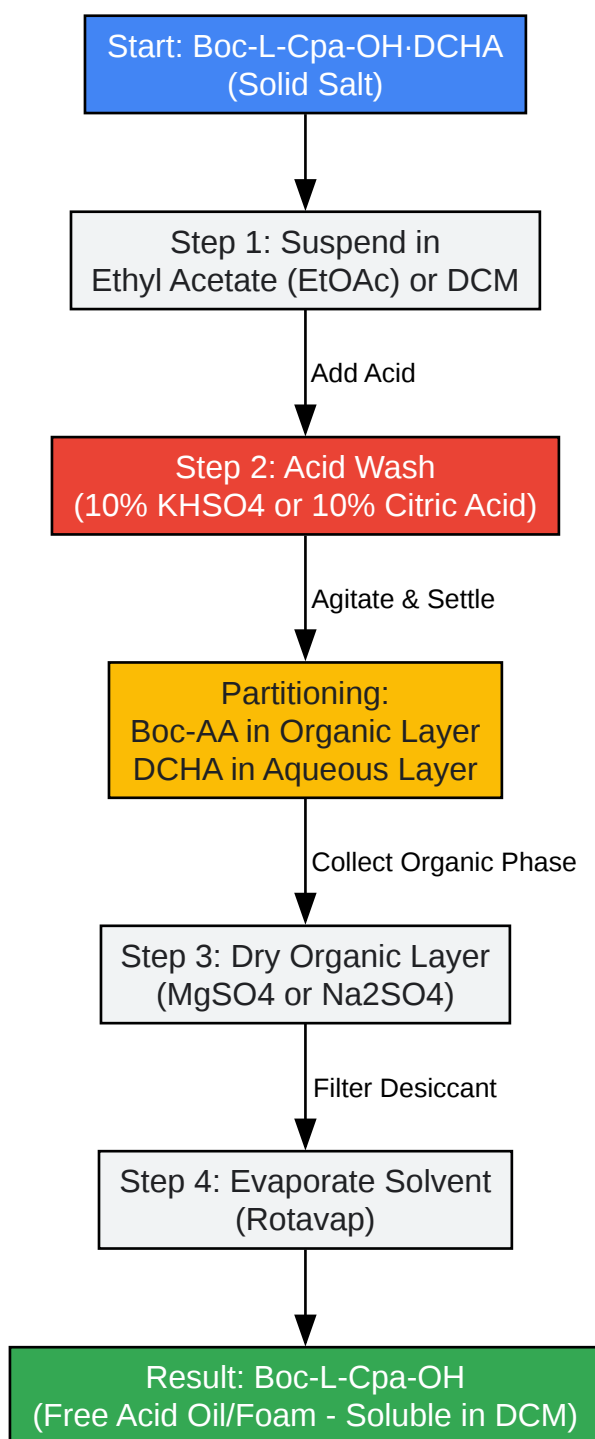 Start: Boc-L-Cpa-OH·DCHA
(Solid Salt)
Step 1: Suspend in
Ethyl Acetate (EtOAc) or DCM
Add Acid
Step 2: Acid Wash
(10% KHSO4 or 10% Citric Acid)
Agitate & Settle
Partitioning:
Boc-AA in Organic Layer
DCHA in Aqueous Layer
Collect Organic Phase
Step 3: Dry Organic Layer
(MgSO4 or Na2SO4)
Filter Desiccant
Step 4: Evaporate Solvent
(Rotavap)
Result: Boc-L-Cpa-OH
(Free Acid Oil/Foam - Soluble in DCM)